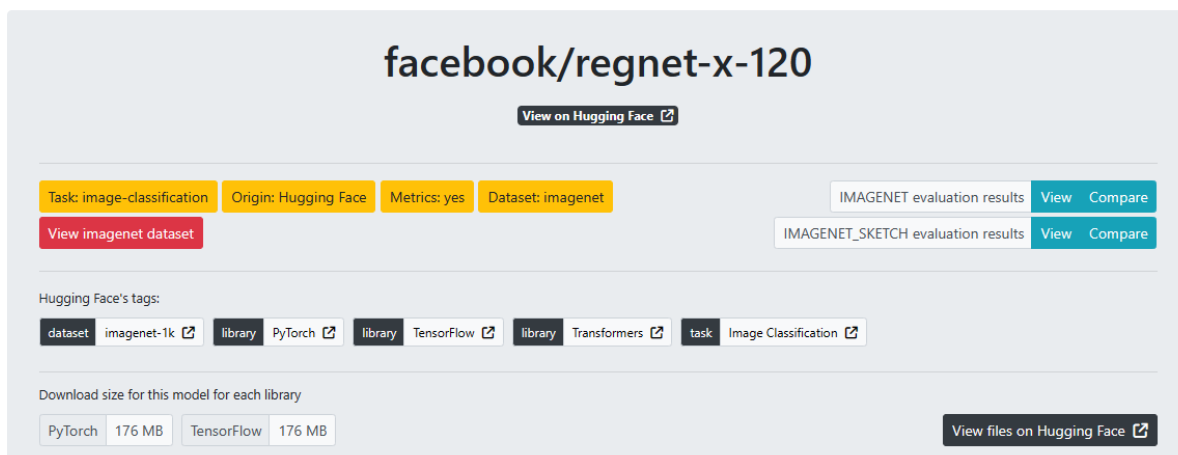 facebook/regnet-x-120
View on Hugging Face
Task: image-classification Origin: Hugging Face Metrics: yes Dataset: imagenet IMAGENET evaluation results View Compare
View imagenet dataset IMAGENET_SKETCH evaluation results View Compare
Hugging Face's tags:
dataset imagenet-1k library PyTorch library TensorFlow library Transformers task Image Classification
Download size for this model for each library
PyTorch 176 MB TensorFlow 176 MB View files on Hugging Face